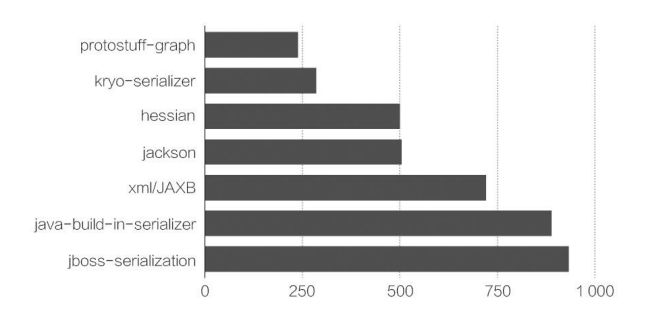 protostuff-graph
kryo-serializer
hessian
jackson
xml/JAXB
java-build-in-serializer
jboss-serialization
0 250 500 750 1 000